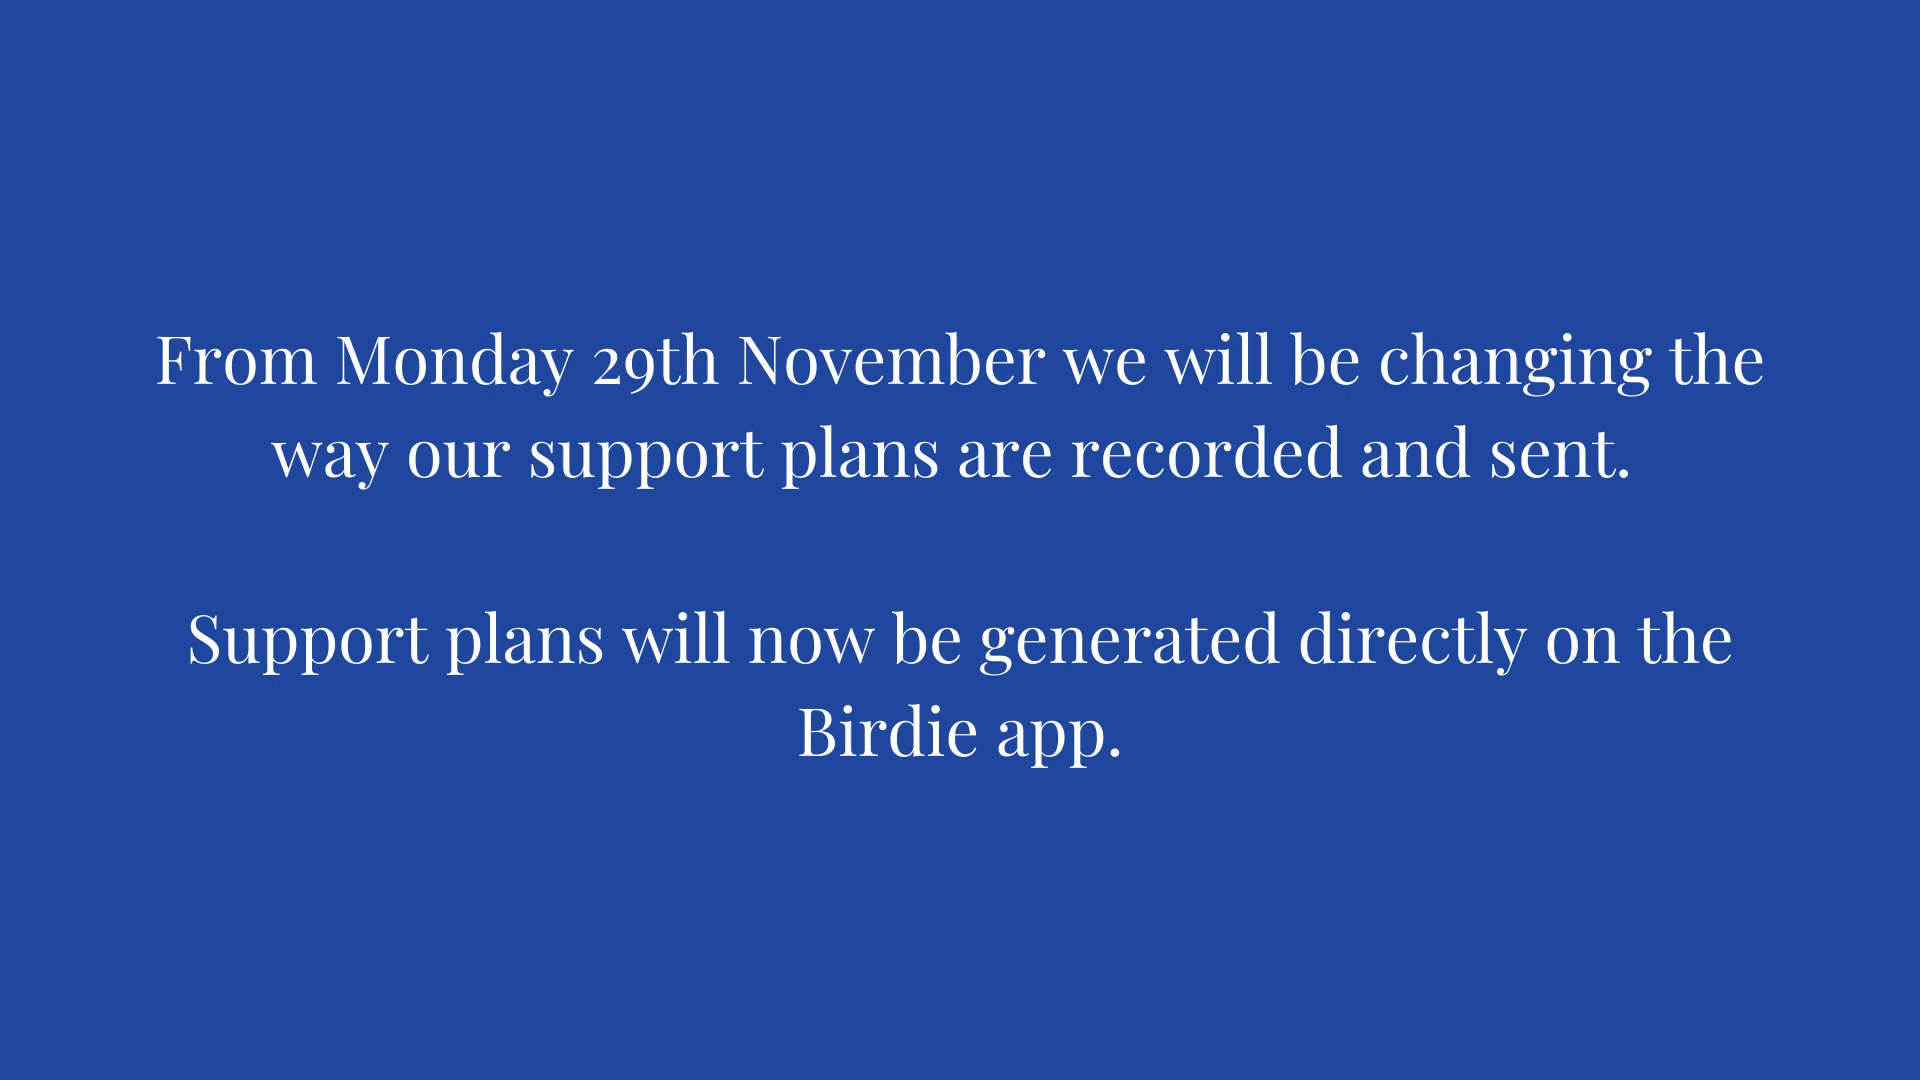 From Monday 29th November we will be changing the
way our support plans are recorded and sent.
Support plans will now be generated directly on the
Birdie app.